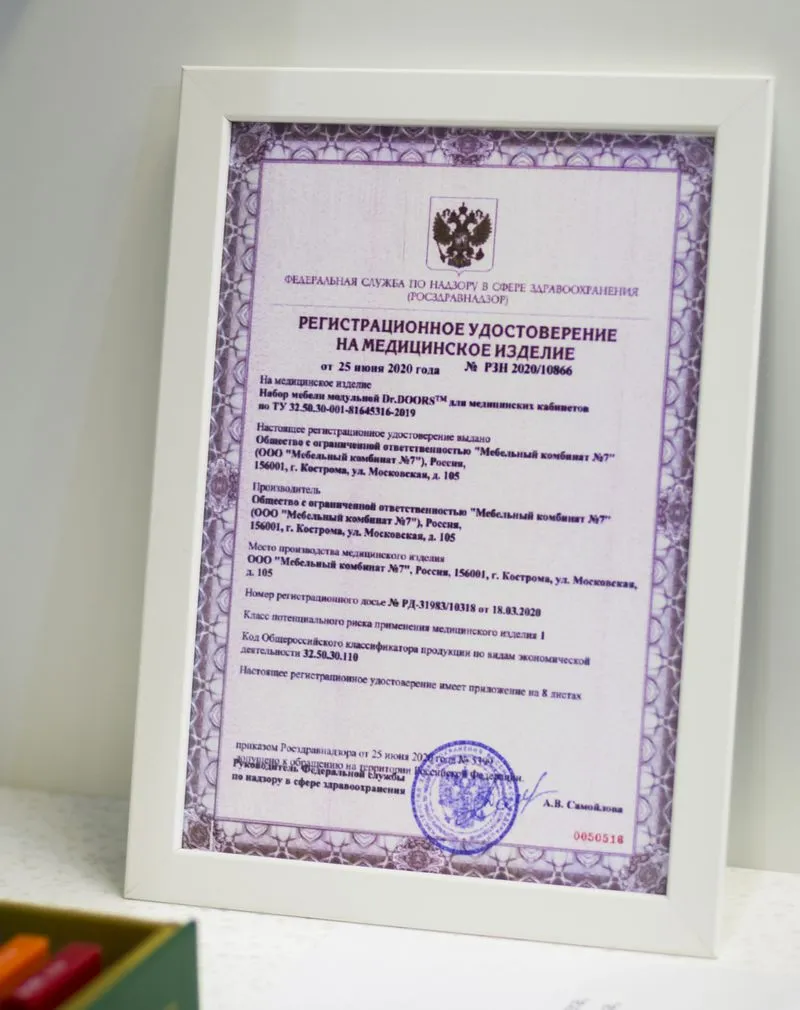 ФЕДЕРАЛЬНАЯ СЛУЖБА ПО НАДЗОРУ В СФЕРЕ ЗДРАВООХРАНЕНИЯ
(РОСЗДРАВНАДЗОР)
РЕГИСТРАЦИОННОЕ УДОСТОВЕРЕНИЕ
НА МЕДИЦИНСКОЕ ИЗДЕЛИЕ
от 25 июня 2020 года № РЗН 2020/10866
На медицинское изделие
Набор мебели модульной Dr.DOORS™ для медицинских кабинетов
по ТУ 32.50.30-001-81645316-2019
Настоящее регистрационное удостоверение выдано
Общество с ограниченной ответственностью "Мебельный комбинат №7"
(ООО "Мебельный комбинат №7"), Россия,
156001, г. Кострома, ул. Московская, д. 105
Производитель
Общество с ограниченной ответственностью "Мебельный комбинат №7"
(ООО "Мебельный комбинат №7"), Россия,
156001, г. Кострома, ул. Московская, д. 105
Место производства медицинского изделия
ООО "Мебельный комбинат №7", Россия, 156001, г. Кострома, ул. Московская,
д. 105
Номер регистрационного досье № РД-31983/10318 от 18.03.2020
Класс потенциального риска применения медицинского изделия 1
Код Общероссийского классификатора продукции по видам экономической
деятельности 32.50.30.110
Настоящее регистрационное удостоверение имеет приложение на 8 листах
приказом Росздравнадзора от 25 июня 2020 года №
допущено к обращению на территории Российской Федерации.
Руководитель Федеральной службы
по надзору в сфере здравоохранения
А.В. Самойлова
0050516